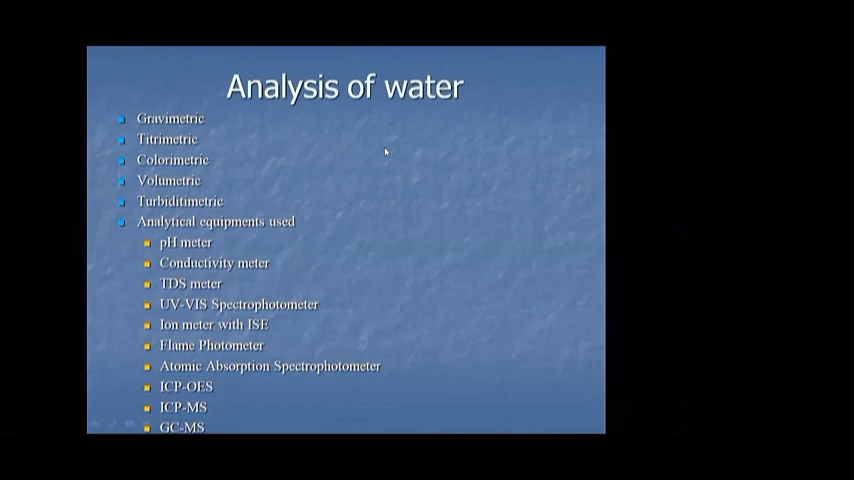 Analysis of water
Gravimetric
Titrimetric
Colorimetric
Volumetric
Turbiditimetric
Analytical equipments used
pH meter
Conductivity meter
TDS meter
UV-VIS Spectrophotometer
Ion meter with ISE
Flame Photometer
Atomic Absorption Spectrophotometer
ICP-OES
ICP-MS
GC-MS